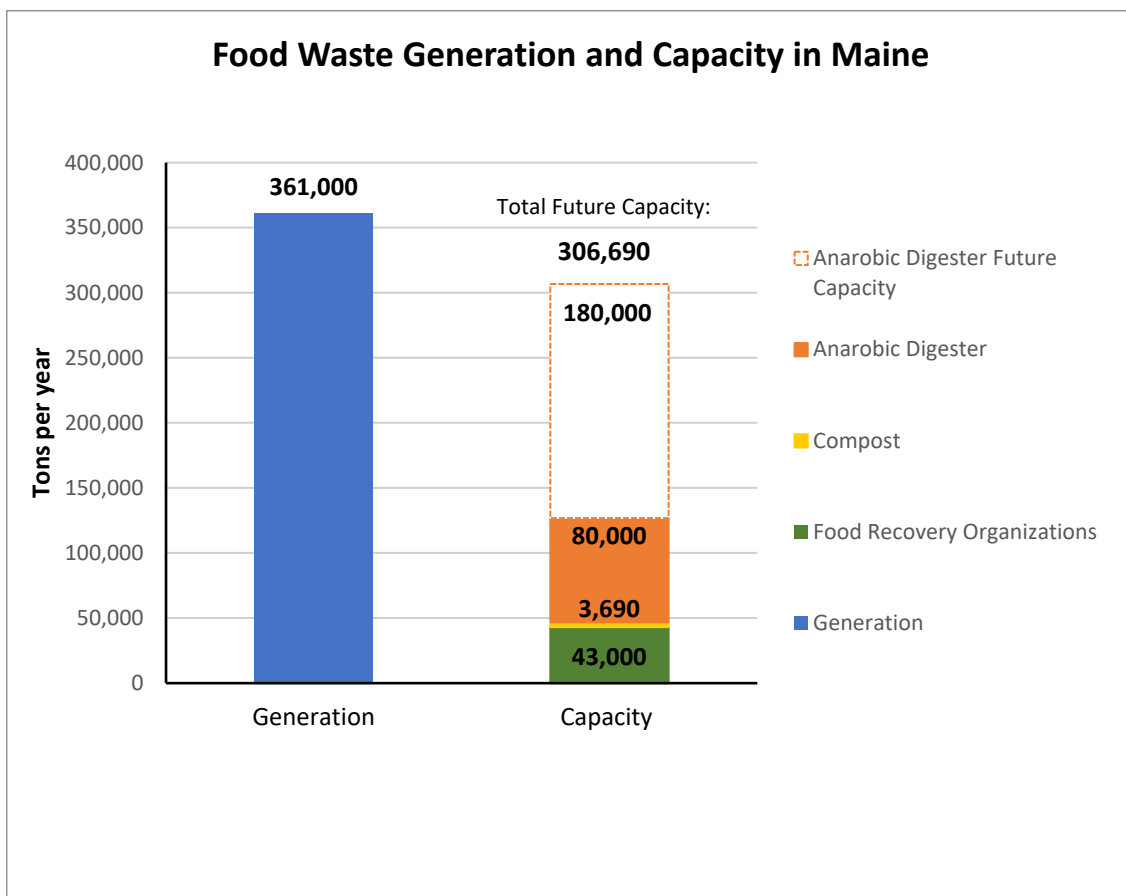 Food Waste Generation and Capacity in Maine
Tons per year
400,000
350,000
300,000
250,000
200,000
150,000
100,000
50,000
0
361,000
Total Future Capacity:
306,690
180,000
80,000
3,690
43,000
Generation
Capacity
Anarobic Digester Future
Capacity
Anarobic Digester
Compost
Food Recovery Organizations
Generation